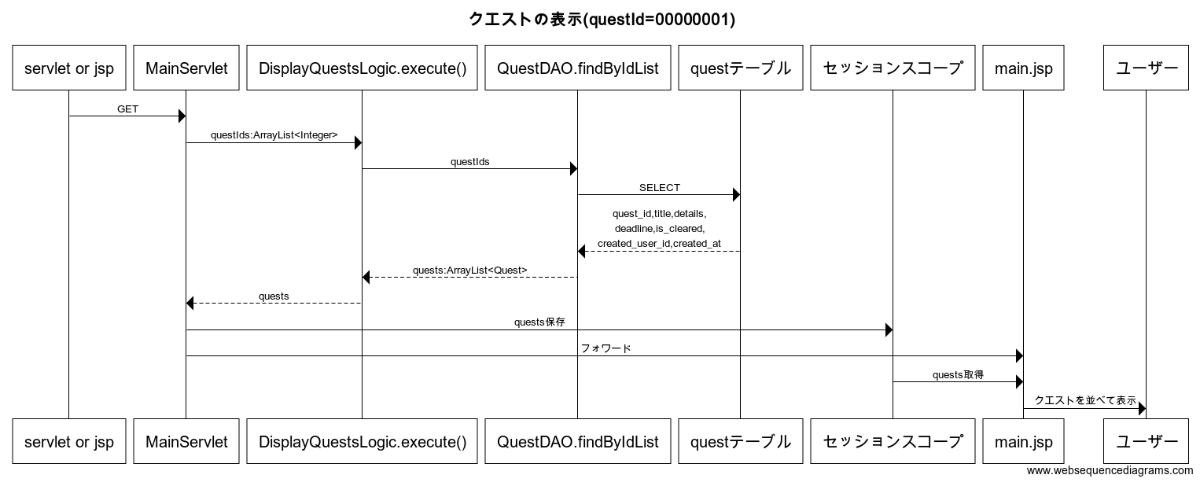 クエストの表示(questId=00000001)
servlet or jsp
MainServlet
DisplayQuestsLogic.execute()
QuestDAO.findByIdList
questテーブル
セッションスコープ
main.jsp
ユーザー
GET
questIds:ArrayList<Integer>
questIds
SELECT
quest_id,title,details,
deadline,is_cleared,
created_user_id,created_at
quests:ArrayList<Quest>
quests
quests保存
フォワード
quests取得
クエストを並べて表示
servlet or jsp
MainServlet
DisplayQuestsLogic.execute()
QuestDAO.findByIdList
questテーブル
セッションスコープ
main.jsp
ユーザー
www.websequencediagrams.com